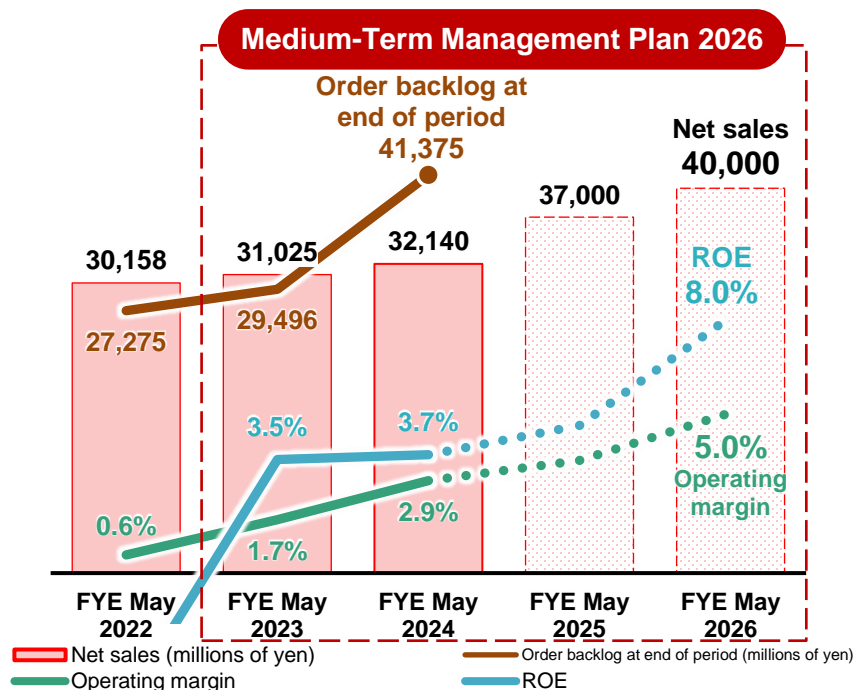 Medium-Term Management Plan 2026
Order backlog at
end of period
41,375
Net sales
40,000
37,000
30,158
31,025
32,140
ROE
8.0%
27,275
29,496
3.5%
3.7%
5.0%
Operating
margin
0.6%
1.7%
2.9%
FYE May
2022
FYE May
2023
FYE May
2024
FYE May
2025
FYE May
2026
Net sales (millions of yen)
Order backlog at end of period (millions of yen)
Operating margin
ROE